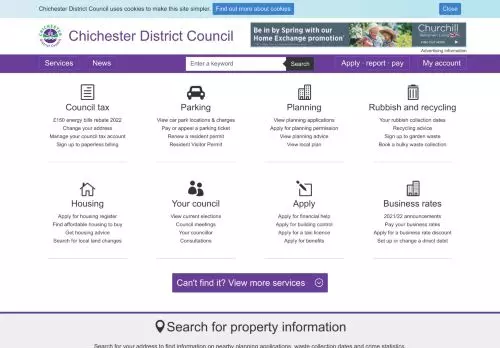 Chichester District Council uses cookies to make this site simpler. Find out more about cookies Close
Chichester District Council
Be in by Spring with our
Home Exchange promotion*
Churchill
Advertising information
Services News Enter a keyword Search Apply · report · pay My account
Council tax
£150 energy bills rebate 2022
Change your address
Manage your council tax account
Sign up to paperless billing
Parking
View car park locations & charges
Pay or appeal a parking ticket
Renew a resident permit
Resident Visitor Permit
Planning
View planning applications
Apply for planning permission
View planning advice
View local plan
Rubbish and recycling
Your rubbish collection dates
Recycling advice
Sign up to garden waste
Book a bulky waste collection
Housing
Apply for housing register
Find affordable housing to buy
Get housing advice
Search for local land changes
Your council
View current elections
Council meetings
Your councillor
Consultations
Apply
Apply for financial help
Apply for building control
Apply for a taxi licence
Apply for benefits
Business rates
2021/22 announcements
Pay your business rates
Apply for a business rate discount
Set up or change a direct debit
Can't find it? View more services
Search for property information
Search for your address to find information on nearby planning applications, waste collection dates and crime statistics.